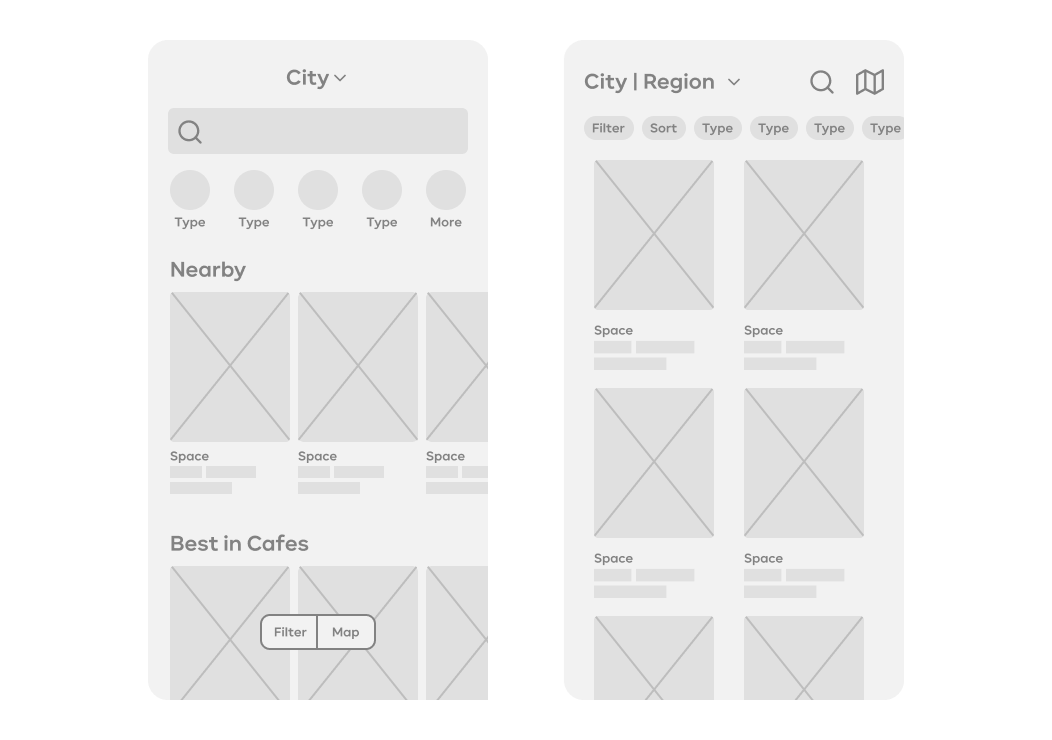 City
Type Type Type Type More
Nearby
Space Space Space
Best in Cafes
Filter Map
City | Region
Filter Sort Type Type Type Type
Space Space
Space Space